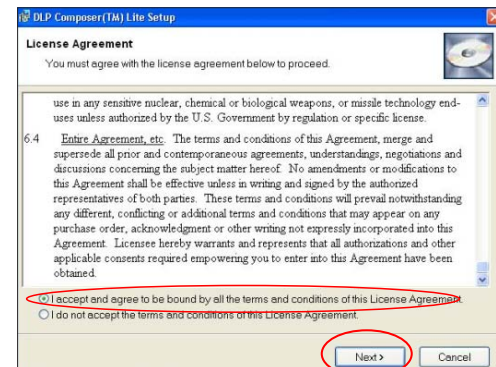 DLP Composer(TM) Lite Setup
License Agreement
You must agree with the license agreement below to proceed.
use in any sensitive nuclear, chemical or biological weapons, or missile technology end-
uses unless authorized by the U.S. Government by regulation or specific license.
6.4 Entire Agreement, etc. The terms and conditions of this Agreement, merge and
supersede all prior and contemporaneous agreements, understandings, negotiations and
discussions concerning the subject matter hereof. No amendments or modifications to
this Agreement shall be effective unless in writing and signed by the authorized
representatives of both parties. These terms and conditions will prevail notwithstanding
any different, conflicting or additional terms and conditions that may appear on any
purchase order, acknowledgment or other writing not expressly incorporated into this
Agreement. Licensee hereby warrants and represents that all authorizations and other
applicable consents required empowering you to enter into this Agreement have been
obtained.
I accept and agree to be bound by all the terms and conditions of this License Agreement.
I do not accept the terms and conditions of this License Agreement.
Next > Cancel